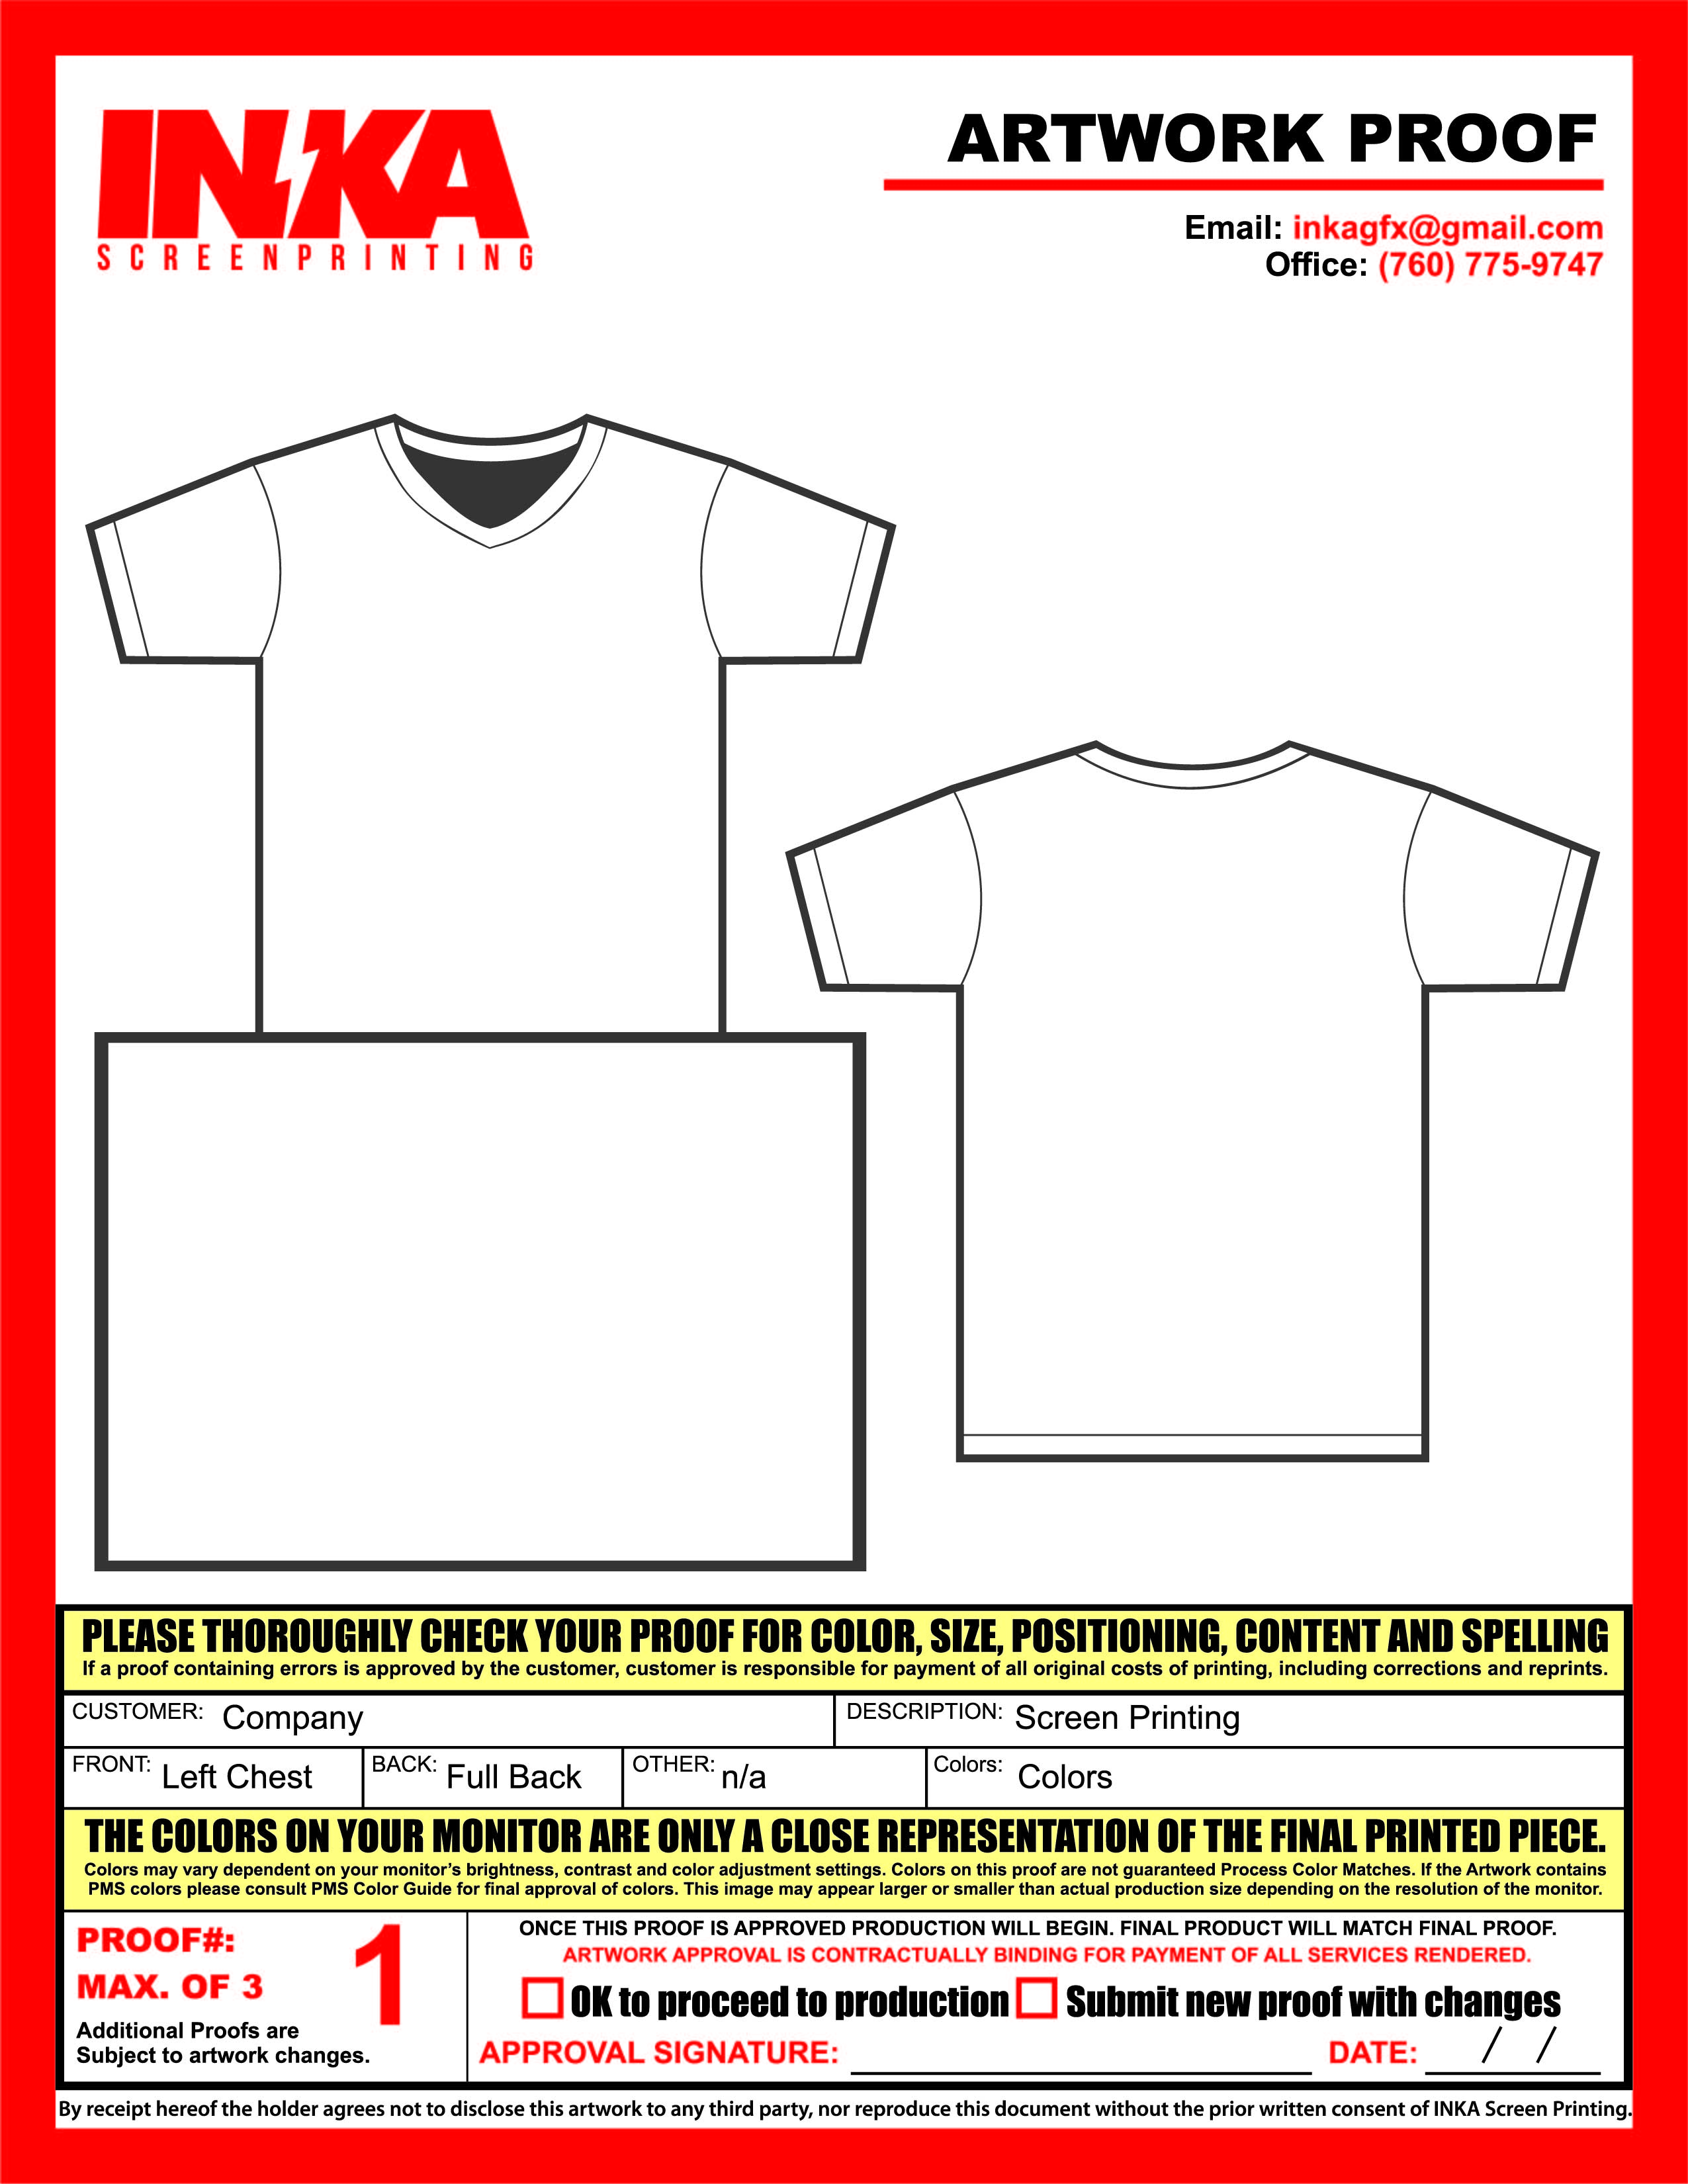 INKA
SCREENPRINTING
ARTWORK PROOF
Email: inkagfx@gmail.com
Office: (760) 775-9747
PLEASE THOROUGHLY CHECK YOUR PROOF FOR COLOR, SIZE, POSITIONING, CONTENT AND SPELLING
If a proof containing errors is approved by the customer, customer is responsible for payment of all original costs of printing, including corrections and reprints.
CUSTOMER: Company DESCRIPTION: Screen Printing
FRONT: Left Chest BACK: Full Back OTHER: n/a Colors: Colors
THE COLORS ON YOUR MONITOR ARE ONLY A CLOSE REPRESENTATION OF THE FINAL PRINTED PIECE.
Colors may vary dependent on your monitor's brightness, contrast and color adjustment settings. Colors on this proof are not guaranteed Process Color Matches. If the Artwork contains
PMS colors please consult PMS Color Guide for final approval of colors. This image may appear larger or smaller than actual production size depending on the resolution of the monitor.
PROOF#: 1
MAX. OF 3
Additional Proofs are
Subject to artwork changes.
ONCE THIS PROOF IS APPROVED PRODUCTION WILL BEGIN. FINAL PRODUCT WILL MATCH FINAL PROOF.
ARTWORK APPROVAL IS CONTRACTUALLY BINDING FOR PAYMENT OF ALL SERVICES RENDERED.
OK to proceed to production Submit new proof with changes
APPROVAL SIGNATURE: DATE: / /
By receipt hereof the holder agrees not to disclose this artwork to any third party, nor reproduce this document without the prior written consent of INKA Screen Printing.